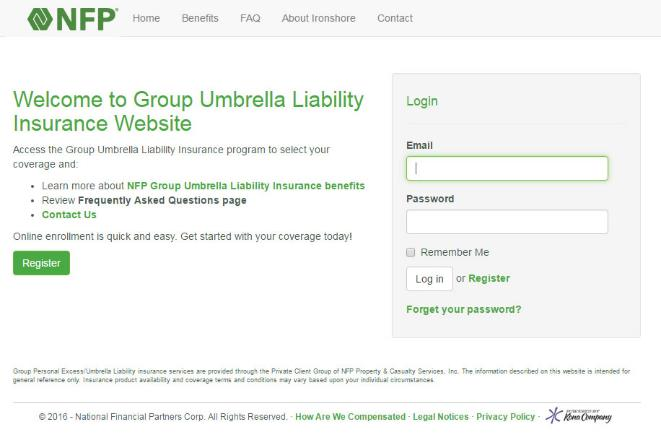 NFP
Home Benefits FAQ About Ironshore Contact
Welcome to Group Umbrella Liability
Insurance Website
Access the Group Umbrella Liability Insurance program to select your
coverage and:
Learn more about NFP Group Umbrella Liability Insurance benefits
Review Frequently Asked Questions page
Contact Us
Online enrollment is quick and easy. Get started with your coverage today!
Register
Login
Email
Password
Remember Me
Log in or Register
Forget your password?
Group Personal Excess/Umbrella Liability insurance services are provided through the Private Client Group of NFP Property & Casualty Services, Inc. The information described on this website is intended for
general reference only. Insurance product availability and coverage terms and conditions may vary based upon your individual circumstances.
© 2016 - National Financial Partners Corp. All Rights Reserved. · How Are We Compensated · Legal Notices · Privacy Policy ·
POWERED BY
Kona Company